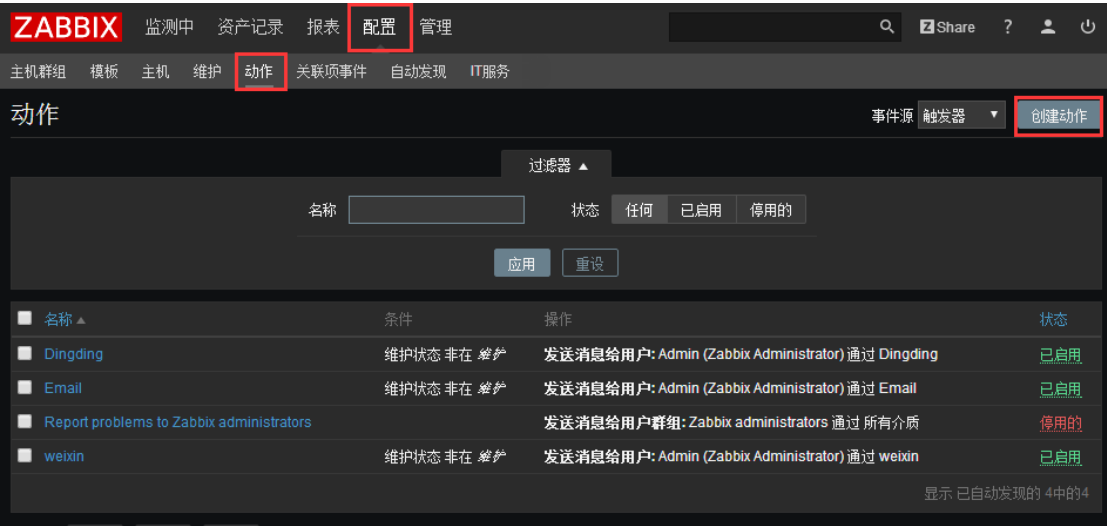 ZABBIX 监测中 资产记录 报表 配置 管理 Z Share ?
主机群组 模板 主机 维护 动作 关联项事件 自动发现 IT服务
动作 事件源 触发器 ▼ 创建动作
过滤器 ▲
名称 状态 任何 已启用 停用的
应用 重设
名称 ▲ 条件 操作 状态
Dingding 维护状态 非在 维护 发送消息给用户: Admin (Zabbix Administrator) 通过 Dingding 已启用
Email 维护状态 非在 维护 发送消息给用户: Admin (Zabbix Administrator) 通过 Email 已启用
Report problems to Zabbix administrators 发送消息给用户群组: Zabbix administrators 通过 所有介质 停用的
weixin 维护状态 非在 维护 发送消息给用户: Admin (Zabbix Administrator) 通过 weixin 已启用
显示 已自动发现的 4中的4